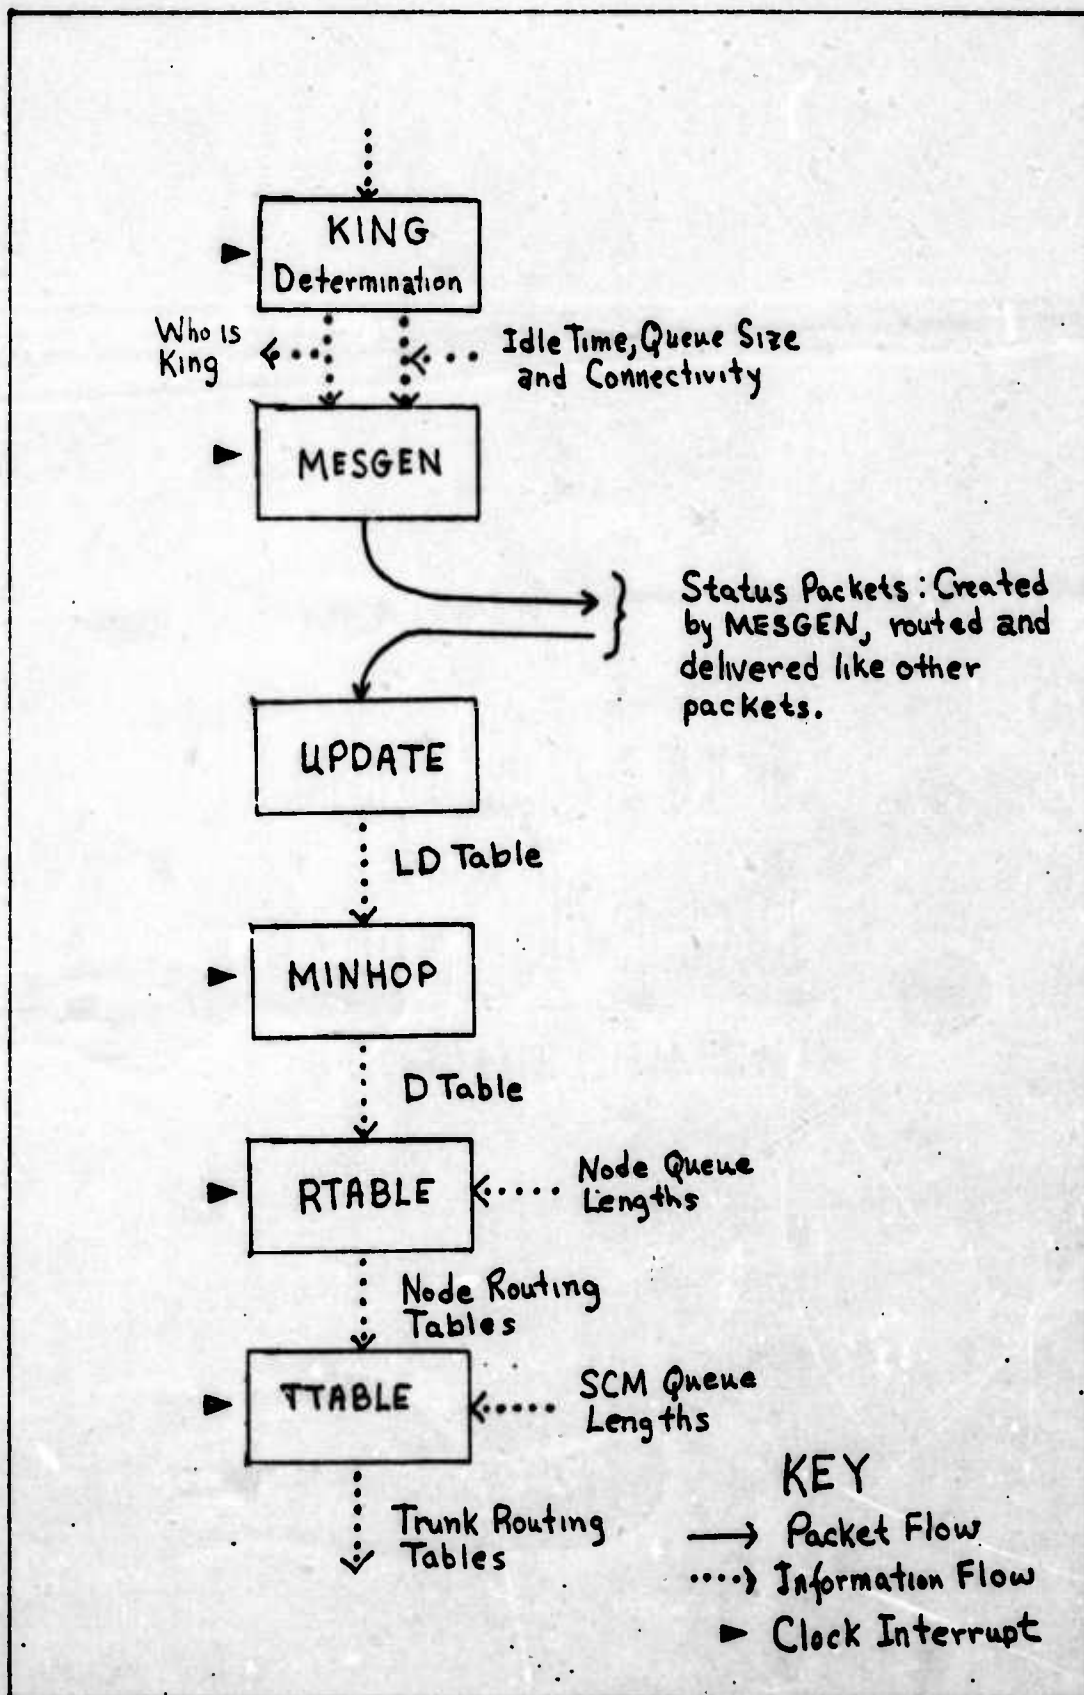 KING
Determination
Who is
King
Idle Time, Queue Size
and Connectivity
MESGEN
Status Packets: Created
by MESGEN, routed and
delivered like other
packets.
UPDATE
LD Table
MINHOP
D Table
RTABLE
Node Queue
Lengths
Node Routing
Tables
TTABLE
SCM Queue
Lengths
Trunk Routing
Tables
KEY
Packet Flow
Information Flow
Clock Interrupt